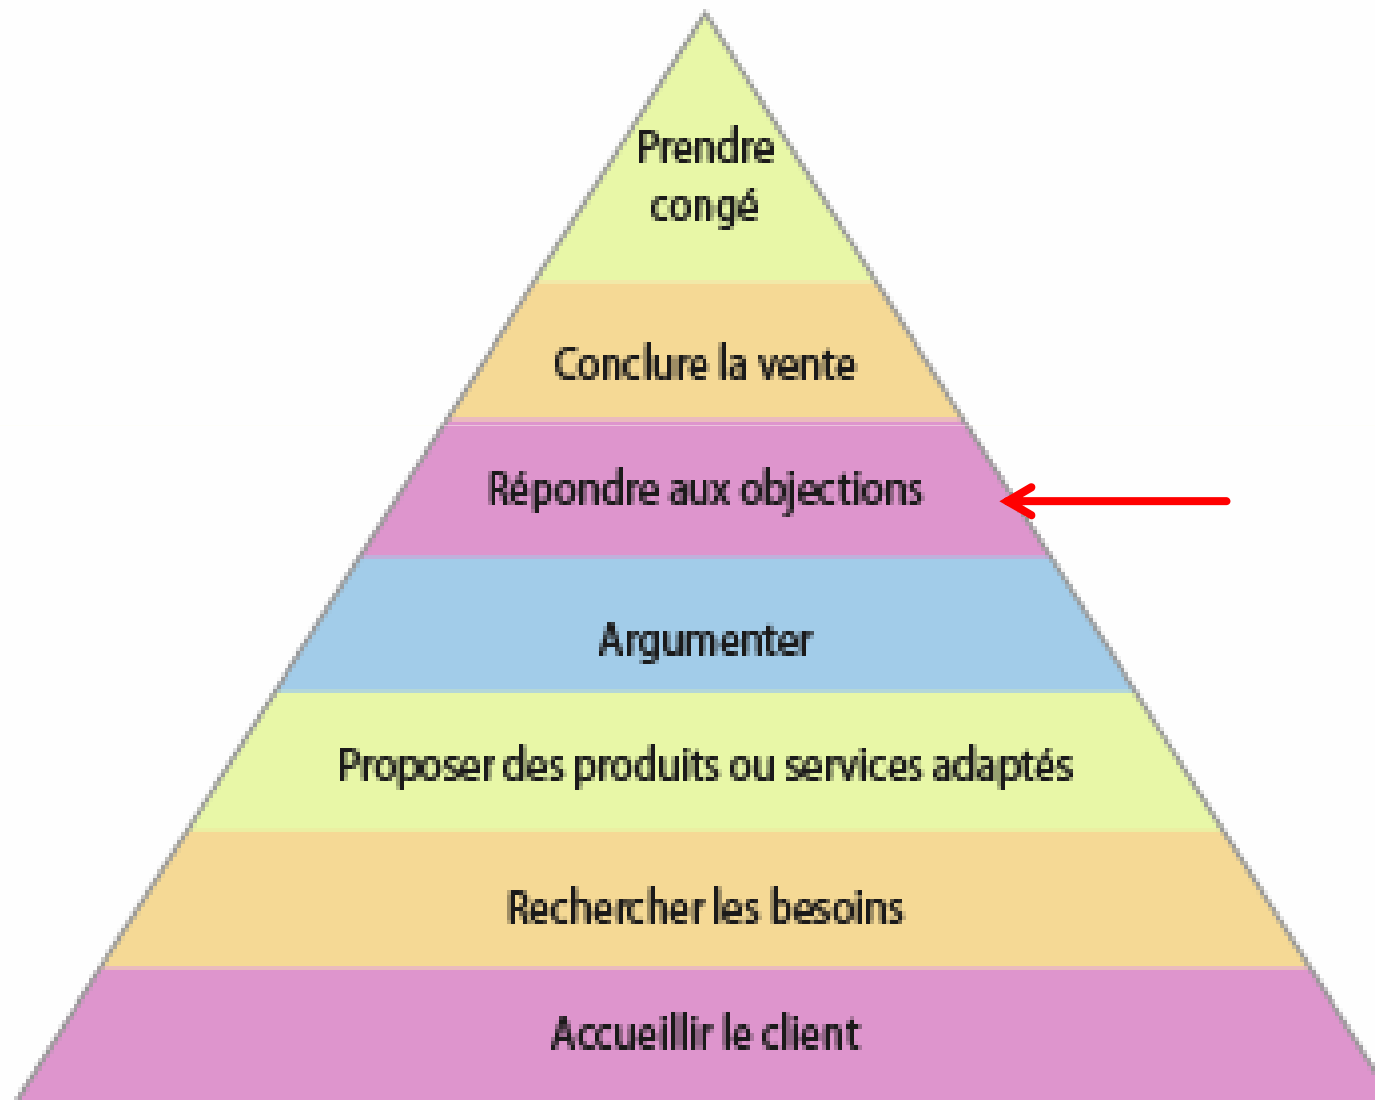 Prendre
congé
Conclure la vente
Répondre aux objections
Argumenter
Proposer des produits ou services adaptés
Rechercher les besoins
Accueillir le client